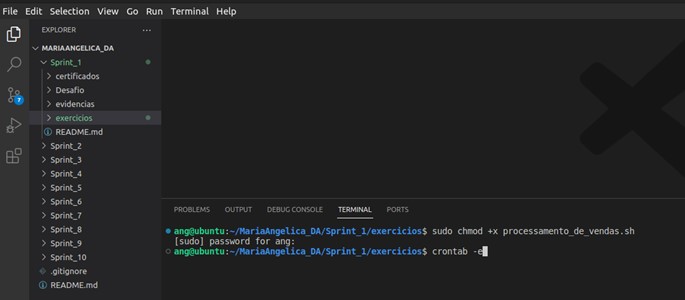 File Edit Selection View Go Run Terminal Help
EXPLORER ...
MARIAANGELICA_DA
Sprint_1
certificados
Desafio
evidencias
exercicios
README.md
Sprint_2
Sprint_3
Sprint_4
Sprint_5
Sprint_6
Sprint_7
Sprint_8
Sprint_9
Sprint_10
.gitignore
README.md
7
PROBLEMS OUTPUT DEBUG CONSOLE TERMINAL PORTS
ang@ubuntu:~/MariaAngelica_DA/Sprint_1/exercicios$ sudo chmod +x processamento_de_vendas.sh
[sudo] password for ang:
ang@ubuntu:~/MariaAngelica_DA/Sprint_1/exercicios$ crontab -e